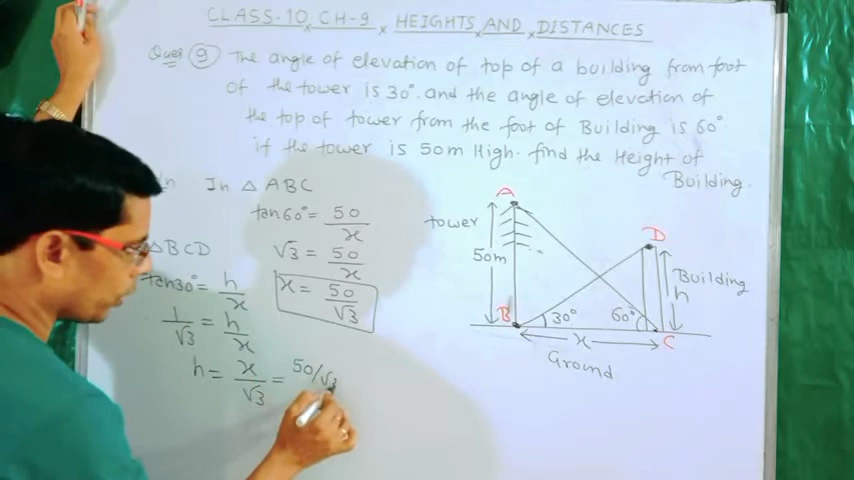 CLASS-10, CH-9 HEIGHTS AND DISTANCES
Ques 9 The angle of elevation of top of a building from foot
of the tower is 30°. and the angle of elevation of
the top of tower from the foot of Building is 60°.
if the tower is 50m High. find the Height of
Building.
In △ ABC
tan60° = 50/x
√3 = 50/x
x = 50/√3
△BCD
tan30° = h/x
1/√3 = h/x
h = x/√3 = 50/√3
A
tower
50m
B
30°
60°
C
D
Building
h
x
Ground